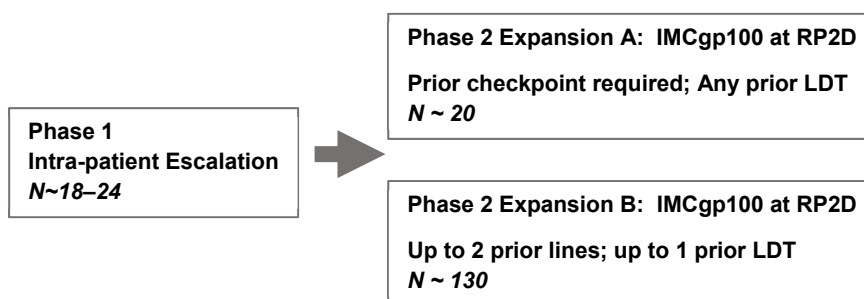 Phase 1
Intra-patient Escalation
N~18–24
Phase 2 Expansion A: IMCgp100 at RP2D
Prior checkpoint required; Any prior LDT
N ~ 20
Phase 2 Expansion B: IMCgp100 at RP2D
Up to 2 prior lines; up to 1 prior LDT
N ~ 130